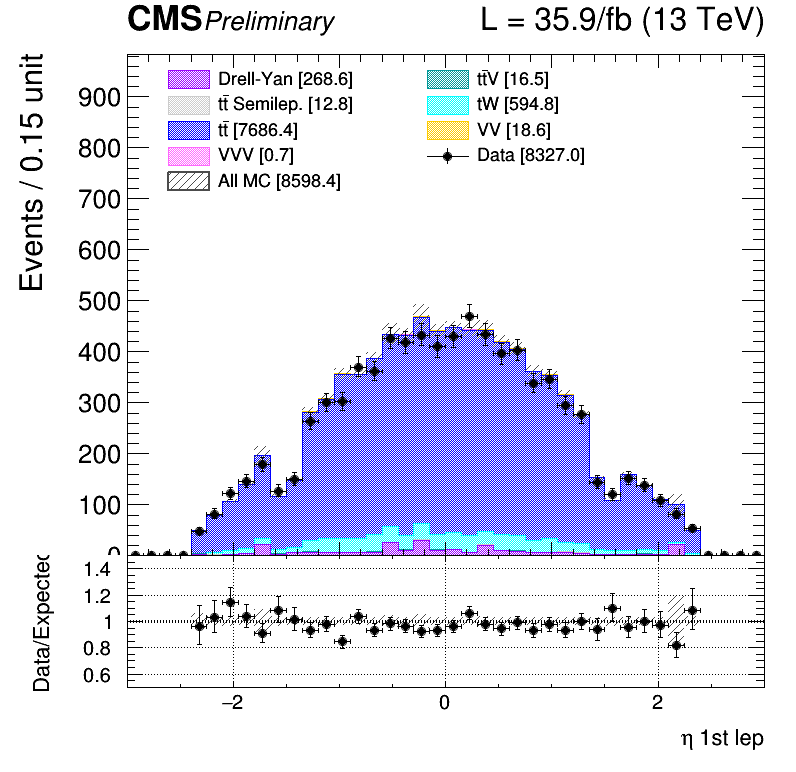 CMS Preliminary L = 35.9/fb (13 TeV)
Events / 0.15 unit
Drell-Yan [268.6]
tt̄ Semilep. [12.8]
tt̄ [7686.4]
VVV [0.7]
All MC [8598.4]
tt̄V [16.5]
tW [594.8]
VV [18.6]
Data [8327.0]
900
800
700
600
500
400
300
200
100
0
Data/Expected
1.4
1.2
1
0.8
0.6
−2 0 2
η 1st lep